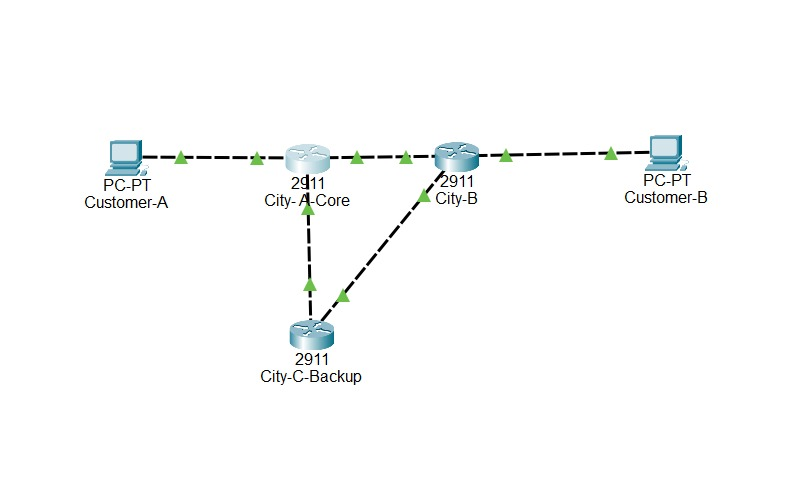 PC-PT
Customer-A
2911
City- A-Core
2911
City-B
PC-PT
Customer-B
2911
City-C-Backup